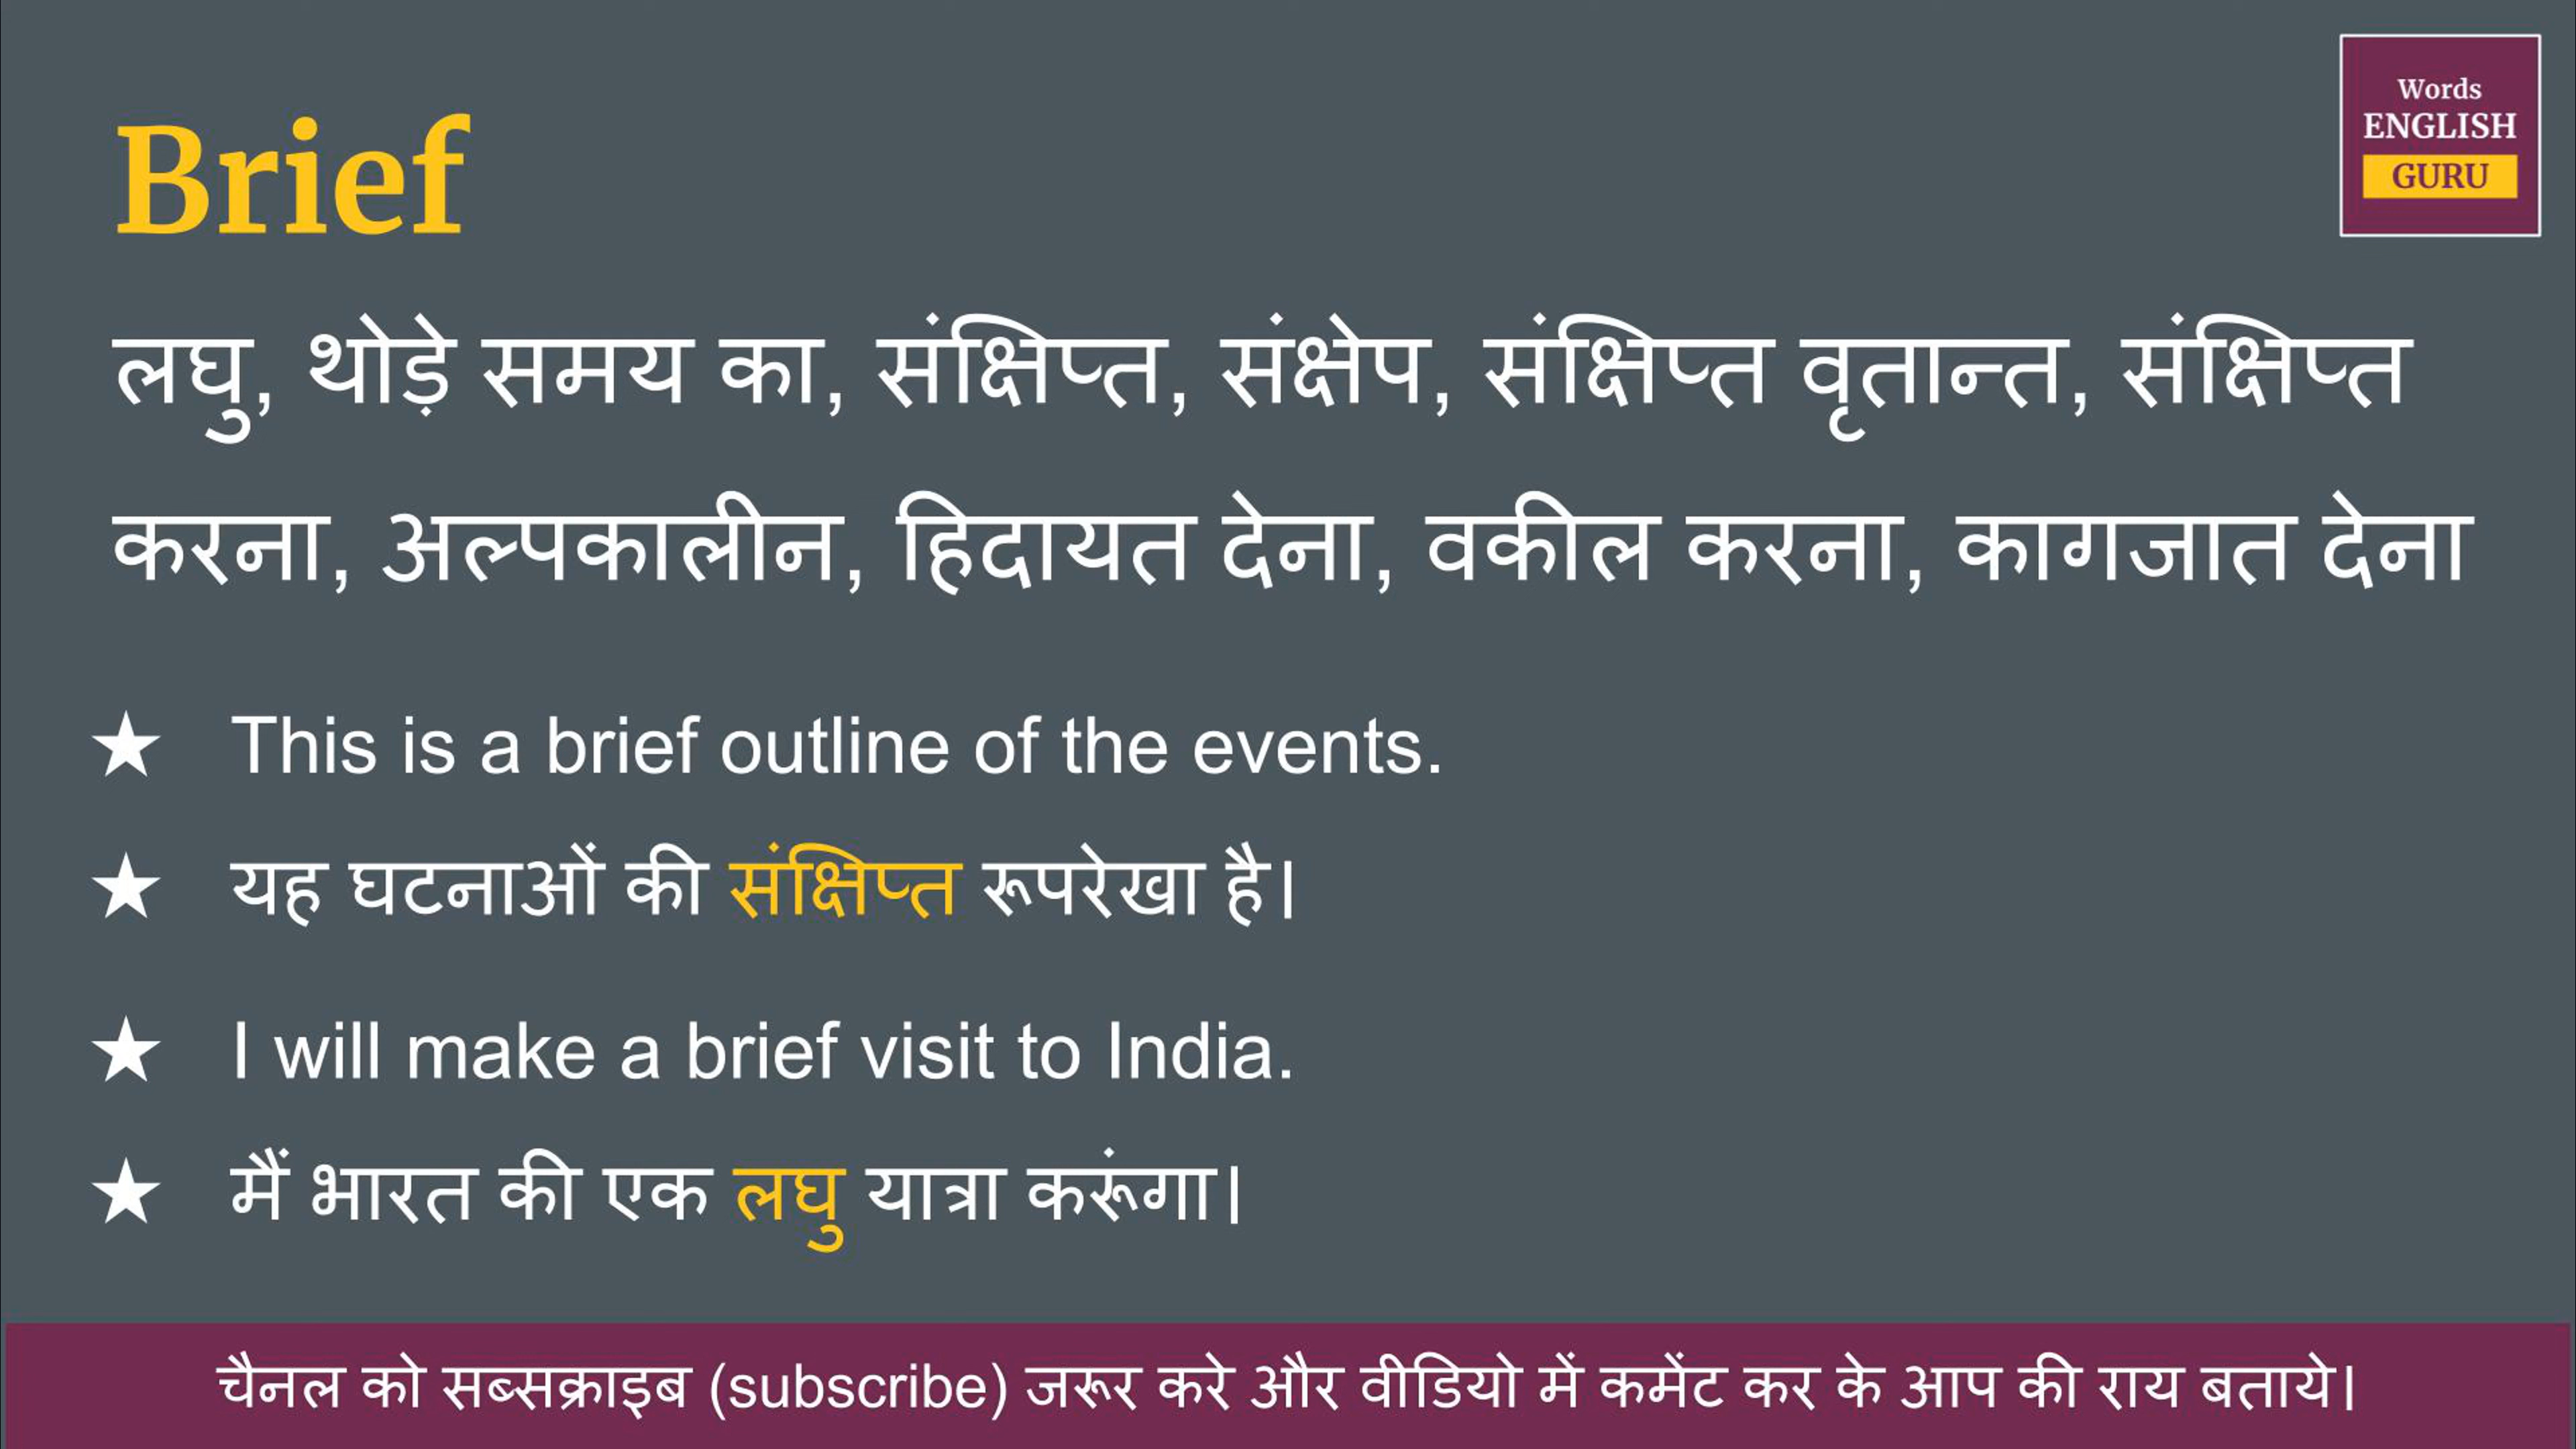 Words
ENGLISH
GURU
Brief
लघु, थोड़े समय का, संक्षिप्त, संक्षेप, संक्षिप्त वृतान्त, संक्षिप्त
करना, अल्पकालीन, हिदायत देना, वकील करना, कागजात देना
★ This is a brief outline of the events.
★ यह घटनाओं की संक्षिप्त रूपरेखा है।
★ I will make a brief visit to India.
★ मैं भारत की एक लघु यात्रा करूंगा।
चैनल को सब्सक्राइब (subscribe) जरूर करे और वीडियो में कमेंट कर के आप की राय बताये।